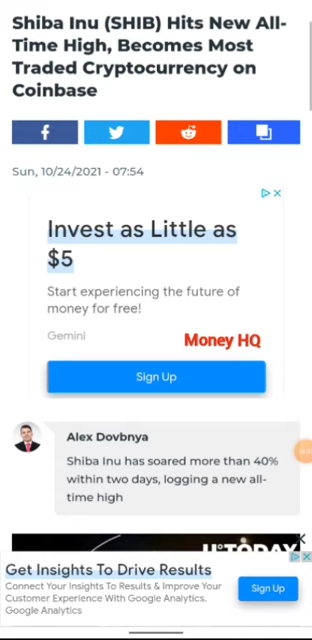 Shiba Inu (SHIB) Hits New All-
Time High, Becomes Most
Traded Cryptocurrency on
Coinbase
Sun, 10/24/2021 - 07:54
Invest as Little as
$5
Start experiencing the future of
money for free!
Gemini
Money HQ
Sign Up
Alex Dovbnya
Shiba Inu has soared more than 40%
within two days, logging a new all-
time high
U.TODAY
Get Insights To Drive Results
Connect Your Insights To Results & Improve Your
Customer Experience With Google Analytics.
Google Analytics
Sign Up